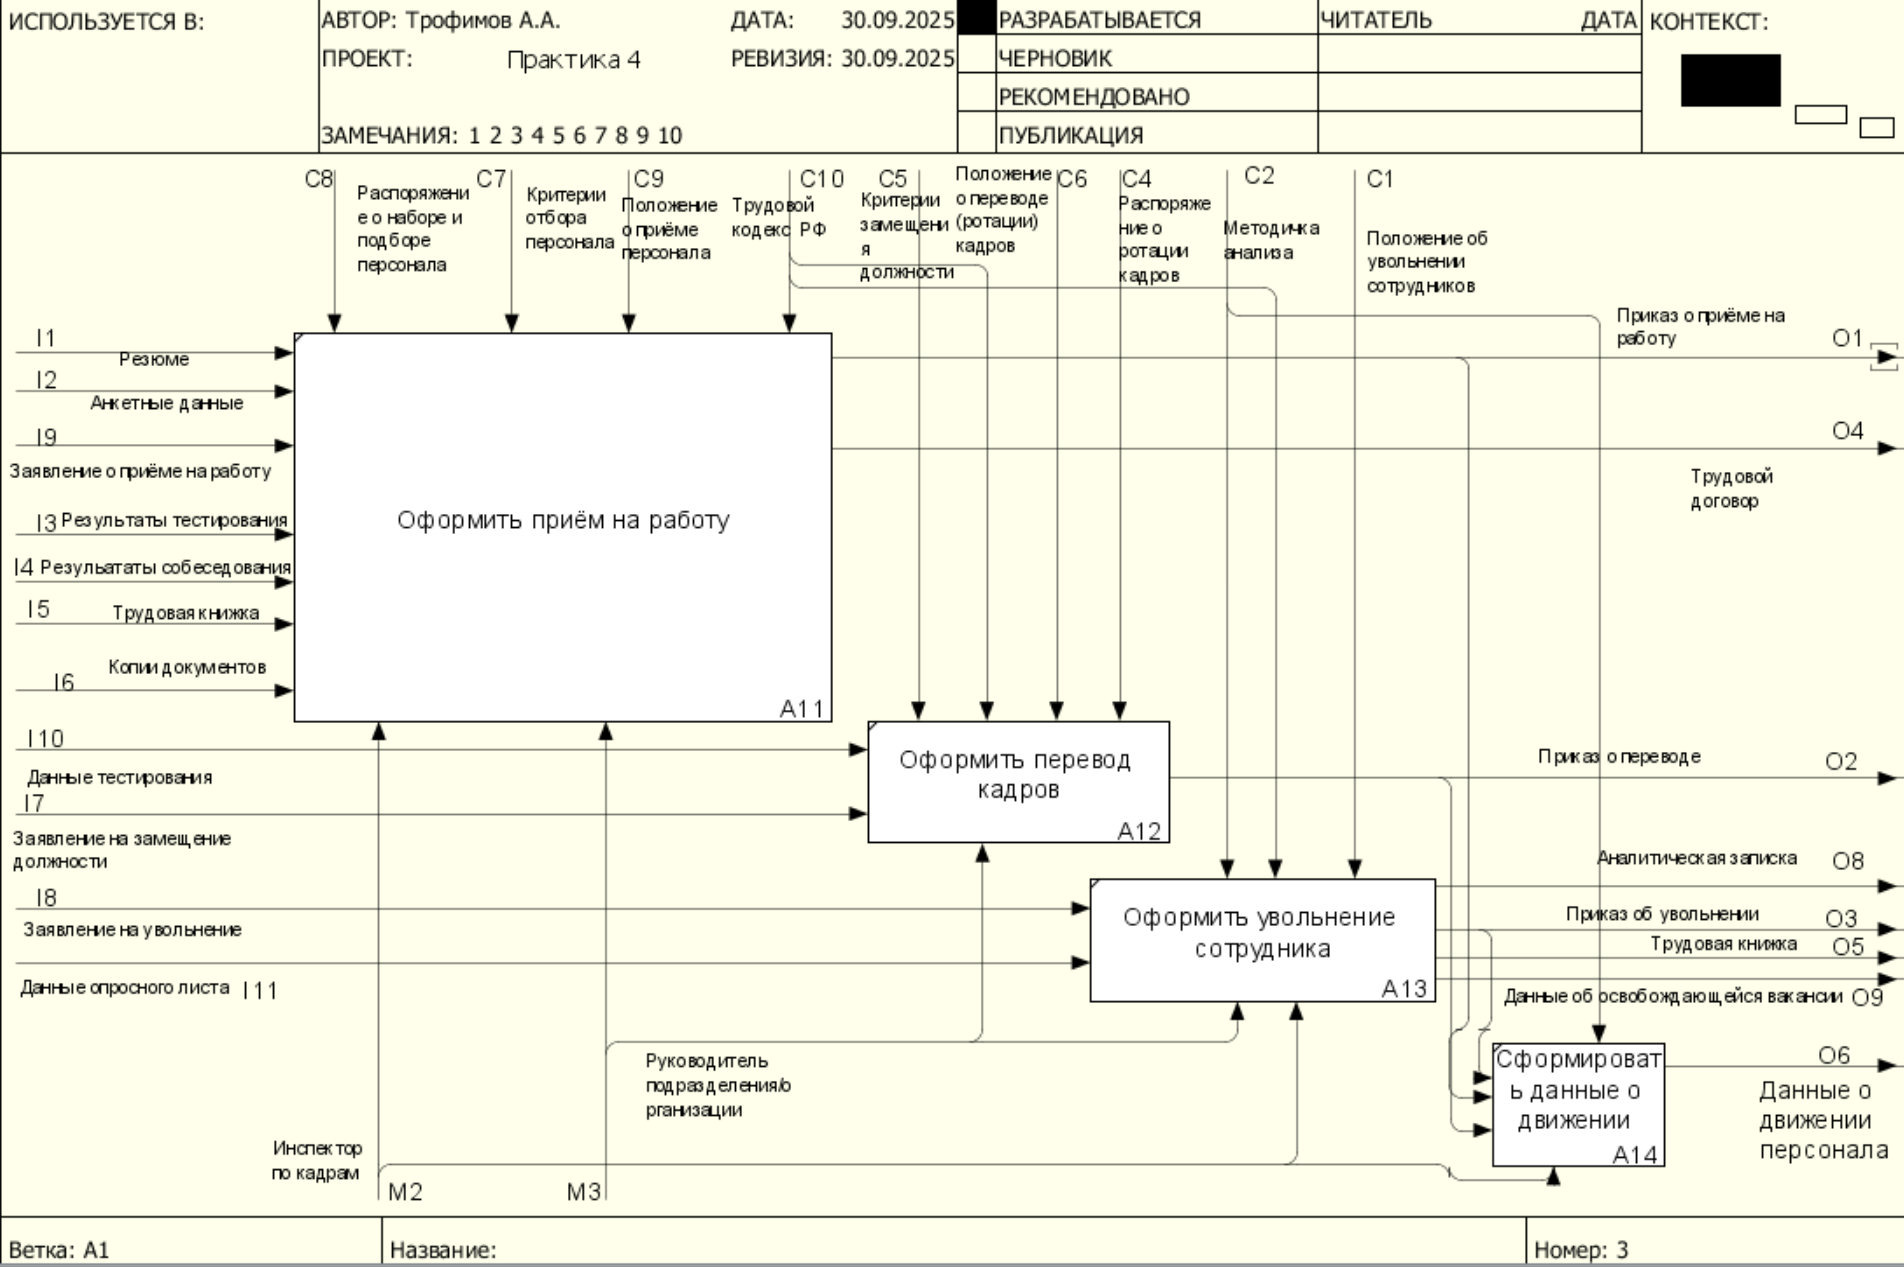 ИСПОЛЬЗУЕТСЯ В:
АВТОР: Трофимов А.А.
ДАТА: 30.09.2025
ПРОЕКТ: Практика 4
РЕВИЗИЯ: 30.09.2025
ЗАМЕЧАНИЯ: 1 2 3 4 5 6 7 8 9 10
РАЗРАБАТЫВАЕТСЯ
ЧЕРНОВИК
РЕКОМЕНДОВАНО
ПУБЛИКАЦИЯ
ЧИТАТЕЛЬ
ДАТА
КОНТЕКСТ:
C8
Распоряжени
е о наборе и
подборе
персонала
C7
Критерии
отбора
персонала
C9
Положение
о приёме
персонала
C10
Трудовой
кодекс РФ
C5
Критерии
замещени
я
должности
Положение
о переводе
(ротации)
кадров
C6
C4
Распоряже
ние о
ротации
кадров
C2
Методичка
анализа
C1
Положение об
увольнении
сотрудников
I1
Резюме
I2
Анкетные данные
I9
Заявление о приёме на работу
I3 Результаты тестирования
I4 Резульататы собеседования
I5
Трудовая книжка
Копии документов
I6
Оформить приём на работу
A11
Приказ о приёме на
работу
O1
O4
Трудовой
договор
I10
Данные тестирования
I7
Заявление на замещение
должности
Оформить перевод
кадров
A12
Приказ о переводе
O2
I8
Заявление на увольнение
Данные опросного листа I11
Оформить увольнение
сотрудника
A13
Аналитическая записка O8
Приказ об увольнении O3
Трудовая книжка O5
Данные об освобождающейся вакансии O9
Сформироват
ь данные о
движении
A14
O6
Данные о
движении
персонала
Руководитель
подразделения/о
рганизации
Инспектор
по кадрам
M2
M3
Ветка: A1
Название:
Номер: 3